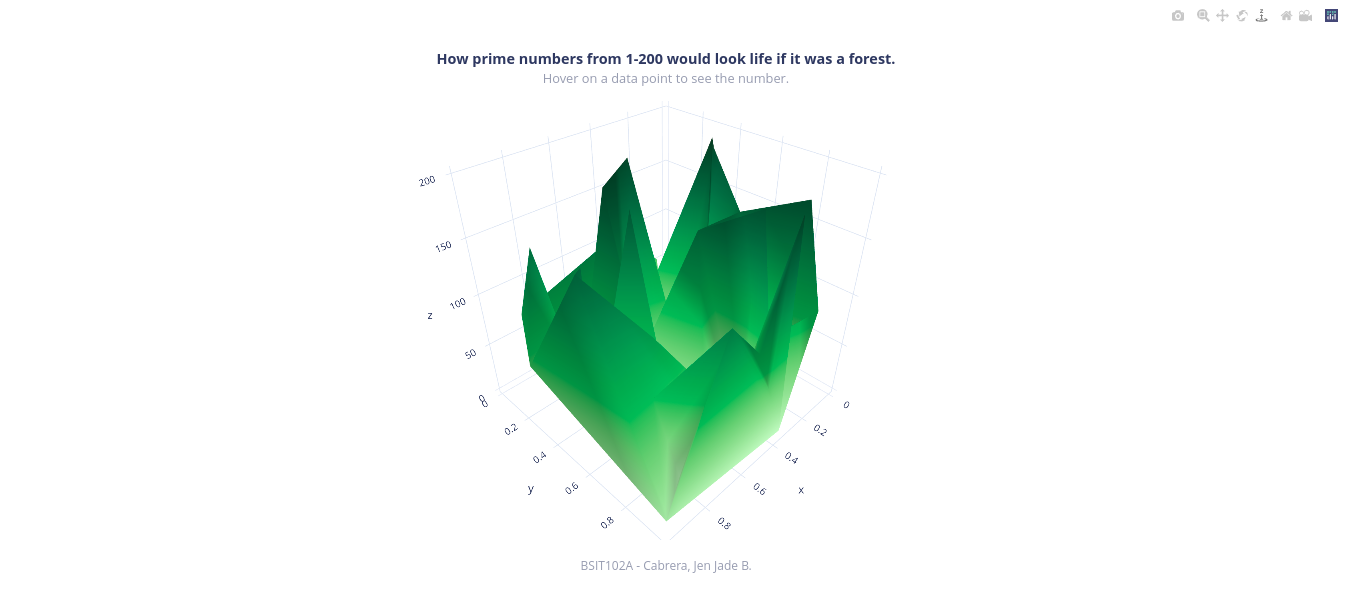 How prime numbers from 1-200 would look life if it was a forest.
Hover on a data point to see the number.
200
150
100
50
0
z
0
0.2
0.4
0.6
0.8
y
0
0.2
0.4
0.6
0.8
x
BSIT102A - Cabrera, Jen Jade B.